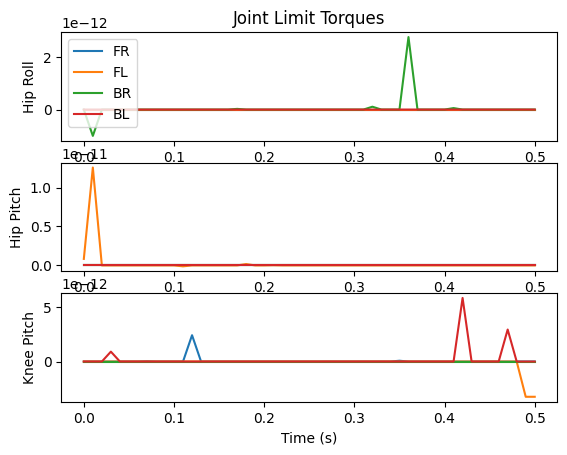 Joint Limit Torques
1e−12
Hip Roll
2
0
FR
FL
BR
BL
0.0 0.1 0.2 0.3 0.4 0.5
1e−11
Hip Pitch
1.0
0.5
0.0
0.0 0.1 0.2 0.3 0.4 0.5
1e−12
Knee Pitch
5
0
0.0 0.1 0.2 0.3 0.4 0.5
Time (s)